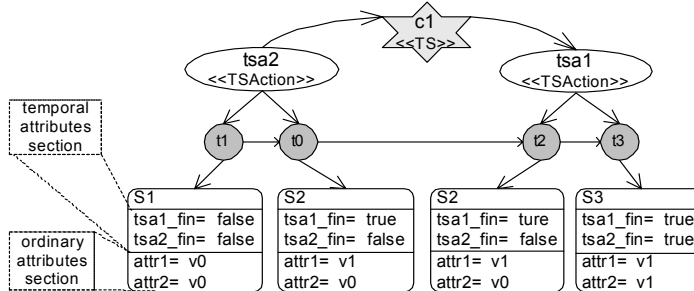 c1
<<TS>>
tsa2
<<TSAction>>
tsa1
<<TSAction>>
temporal
attributes
section
t1
t0
t2
t3
S1
tsa1_fin= false
tsa2_fin= false
attr1= v0
attr2= v0
S2
tsa1_fin= true
tsa2_fin= false
attr1= v1
attr2= v0
S2
tsa1_fin= ture
tsa2_fin= false
attr1= v1
attr2= v0
S3
tsa1_fin= true
tsa2_fin= true
attr1= v1
attr2= v1
ordinary
attributes
section